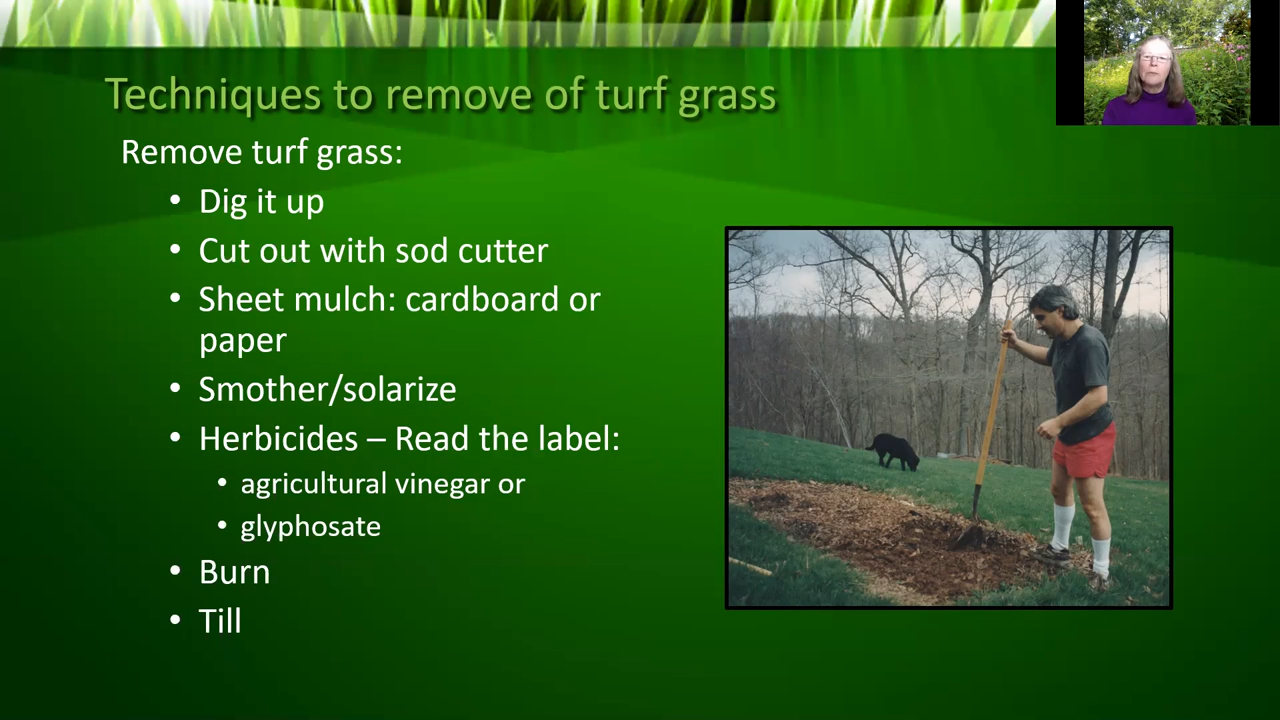 Techniques to remove of turf grass
Remove turf grass:
• Dig it up
• Cut out with sod cutter
• Sheet mulch: cardboard or
paper
• Smother/solarize
• Herbicides – Read the label:
• agricultural vinegar or
• glyphosate
• Burn
• Till